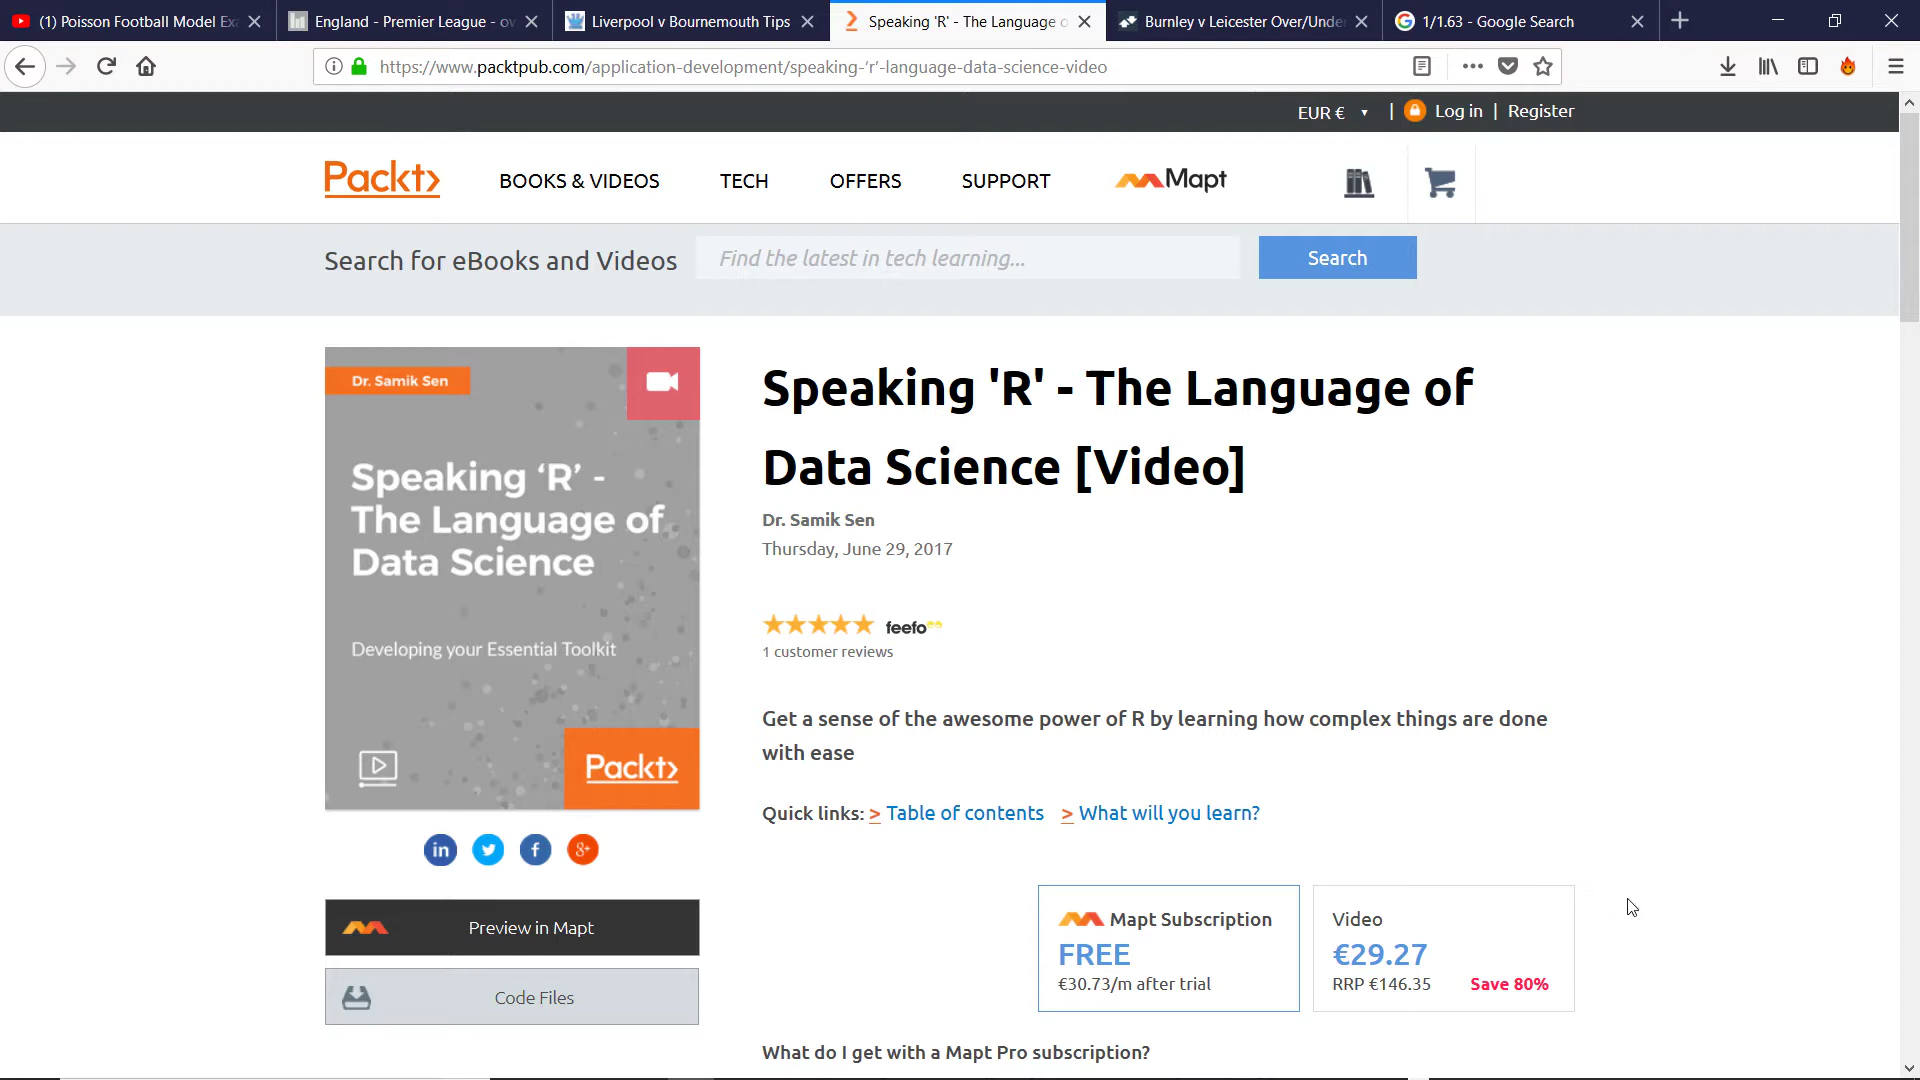 (1) Poisson Football Model Exa
England - Premier League - ov
Liverpool v Bournemouth Tips
Speaking 'R' - The Language o
Burnley v Leicester Over/Unde
1/1.63 - Google Search
https://www.packtpub.com/application-development/speaking-‘r’-language-data-science-video
EUR € ▾ | Log in | Register
Packt>
BOOKS & VIDEOS
TECH
OFFERS
SUPPORT
Mapt
Search for eBooks and Videos
Find the latest in tech learning...
Search
Dr. Samik Sen
Speaking ‘R’ -
The Language of
Data Science
Developing your Essential Toolkit
Packt>
Speaking 'R' - The Language of
Data Science [Video]
Dr. Samik Sen
Thursday, June 29, 2017
feefo
1 customer reviews
Get a sense of the awesome power of R by learning how complex things are done
with ease
Quick links: > Table of contents > What will you learn?
in
f
g+
Preview in Mapt
Code Files
Mapt Subscription
FREE
€30.73/m after trial
Video
€29.27
RRP €146.35 Save 80%
What do I get with a Mapt Pro subscription?